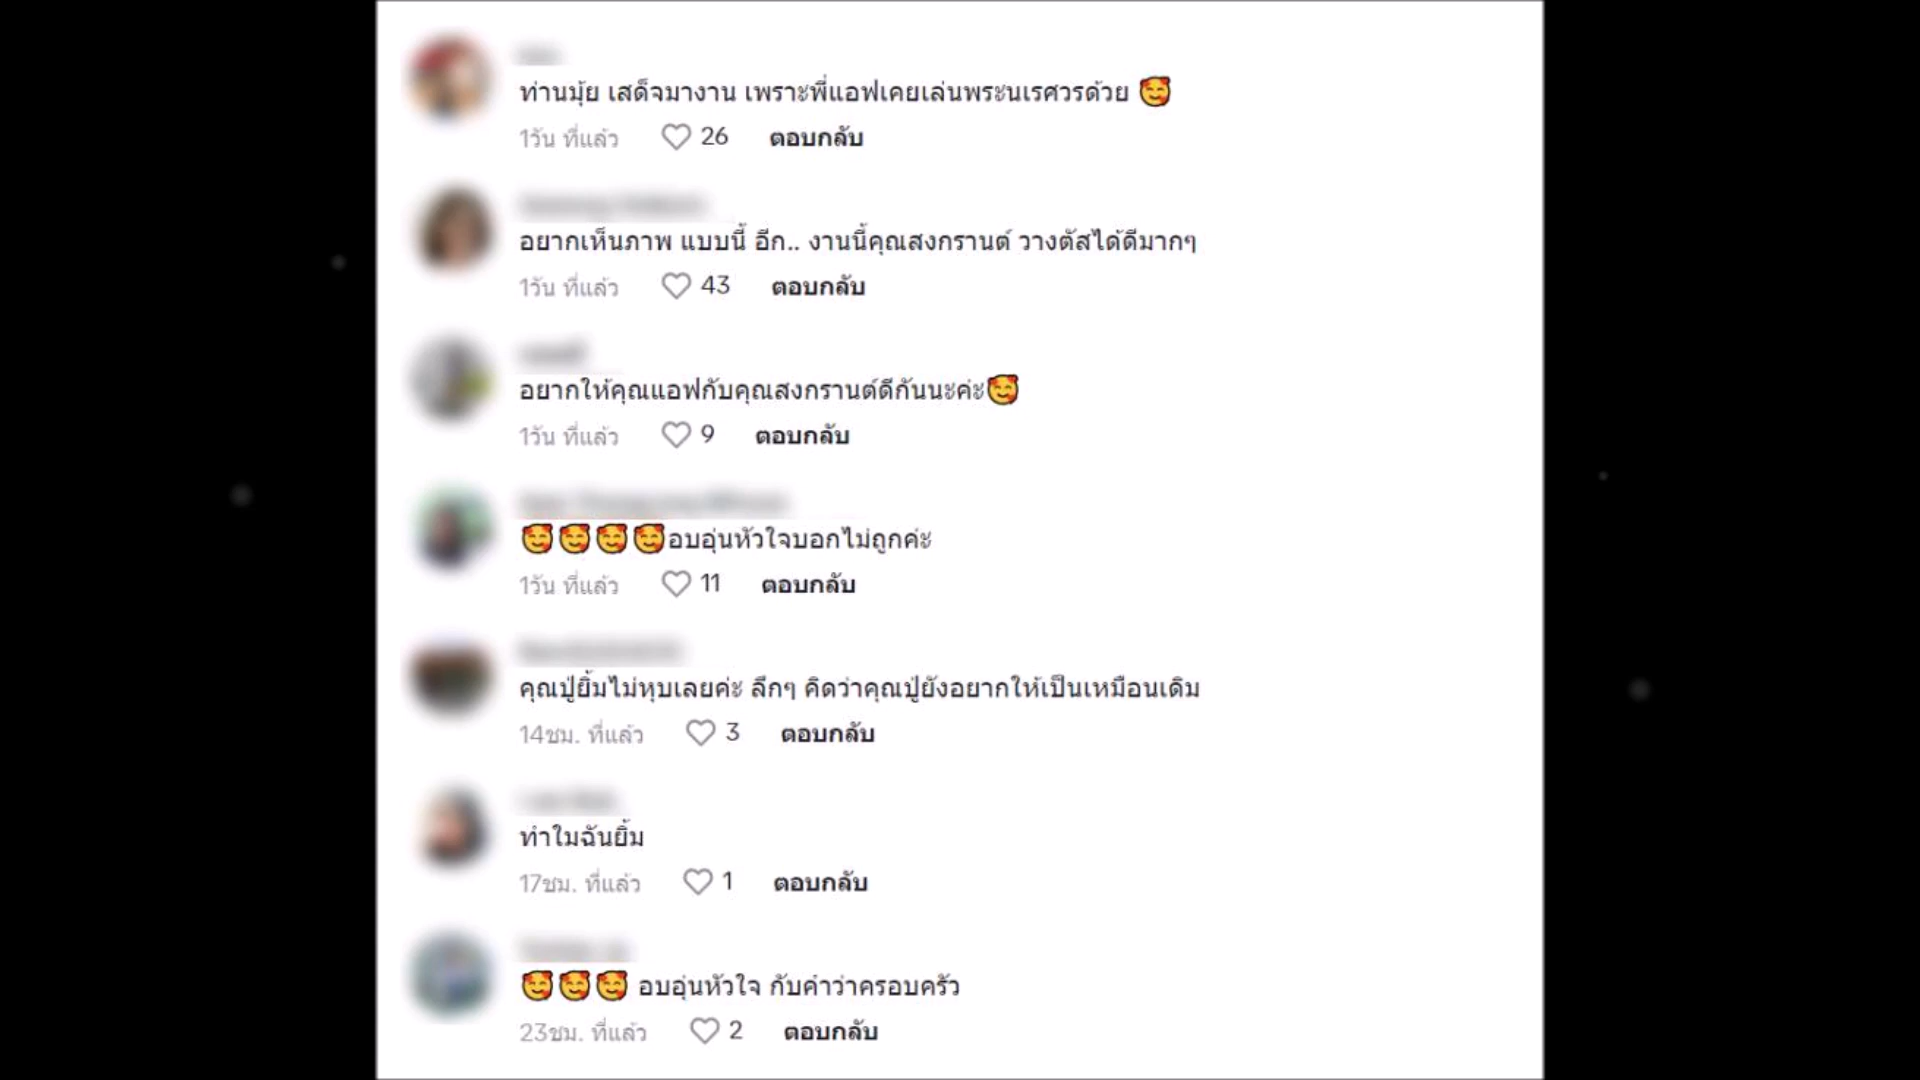 ท่านมุ้ย เสด็จมางาน เพราะพี่แอฟเคยเล่นพระนเรศวรด้วย 🥰
1วัน ที่แล้ว 26 ตอบกลับ
อยากเห็นภาพ แบบนี้ อีก.. งานนี้คุณสงกรานต์ วางตัสได้ดีมากๆ
1วัน ที่แล้ว 43 ตอบกลับ
อยากให้คุณแอฟกับคุณสงกรานต์ดีกันนะค่ะ🥰
1วัน ที่แล้ว 9 ตอบกลับ
🥰🥰🥰🥰อบอุ่นหัวใจบอกไม่ถูกค่ะ
1วัน ที่แล้ว 11 ตอบกลับ
คุณปู่ยิ้มไม่หุบเลยค่ะ ลึกๆ คิดว่าคุณปู่ยังอยากให้เป็นเหมือนเดิม
14ชม. ที่แล้ว 3 ตอบกลับ
ทำใมฉันยิ้ม
17ชม. ที่แล้ว 1 ตอบกลับ
🥰🥰🥰 อบอุ่นหัวใจ กับคำว่าครอบครัว
23ชม. ที่แล้ว 2 ตอบกลับ